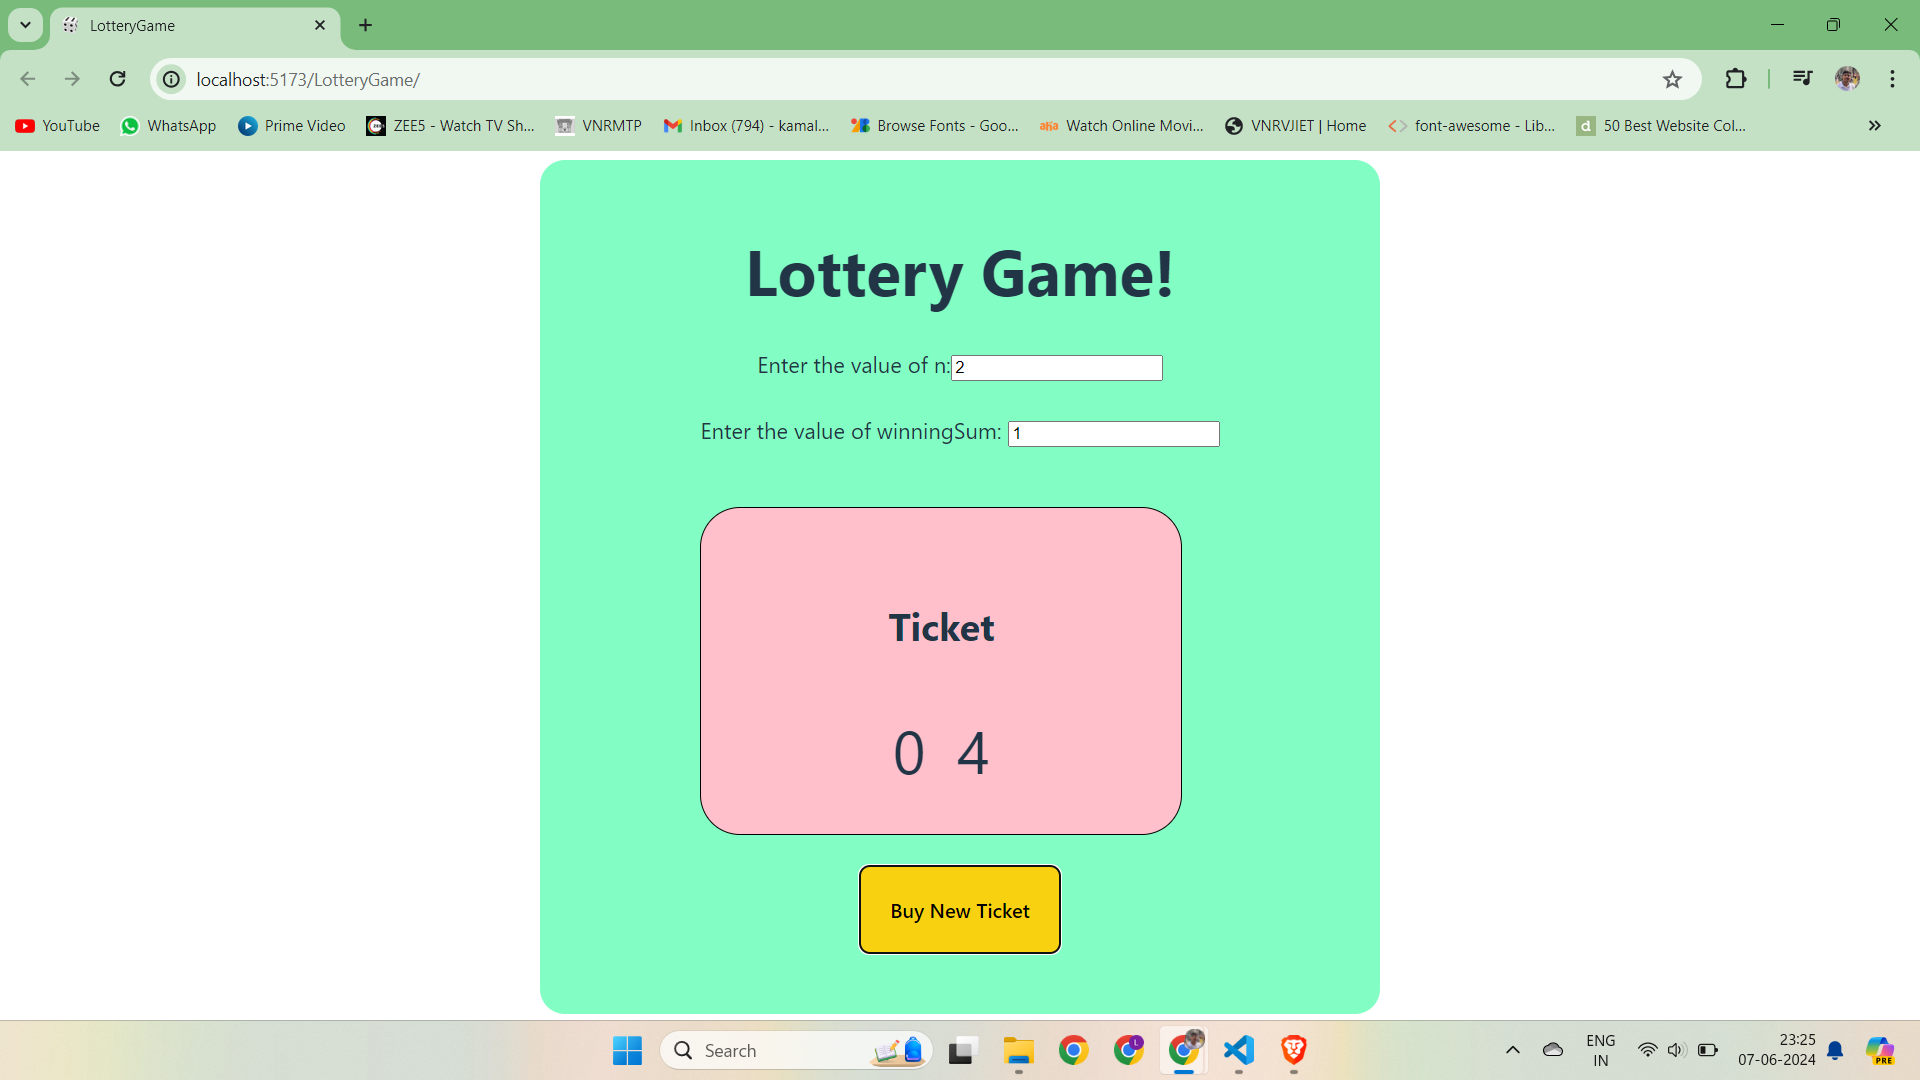 LotteryGame
localhost:5173/LotteryGame/
YouTube WhatsApp Prime Video ZEE5 - Watch TV Sh... VNRMTP Inbox (794) - kamal... Browse Fonts - Goo... aha Watch Online Movi... VNRVJIET | Home font-awesome - Lib... d 50 Best Website Col...
Lottery Game!
Enter the value of n: 2
Enter the value of winningSum: 1
Ticket
0 4
Buy New Ticket
Search
L
ENG
IN
23:25
07-06-2024
PRE